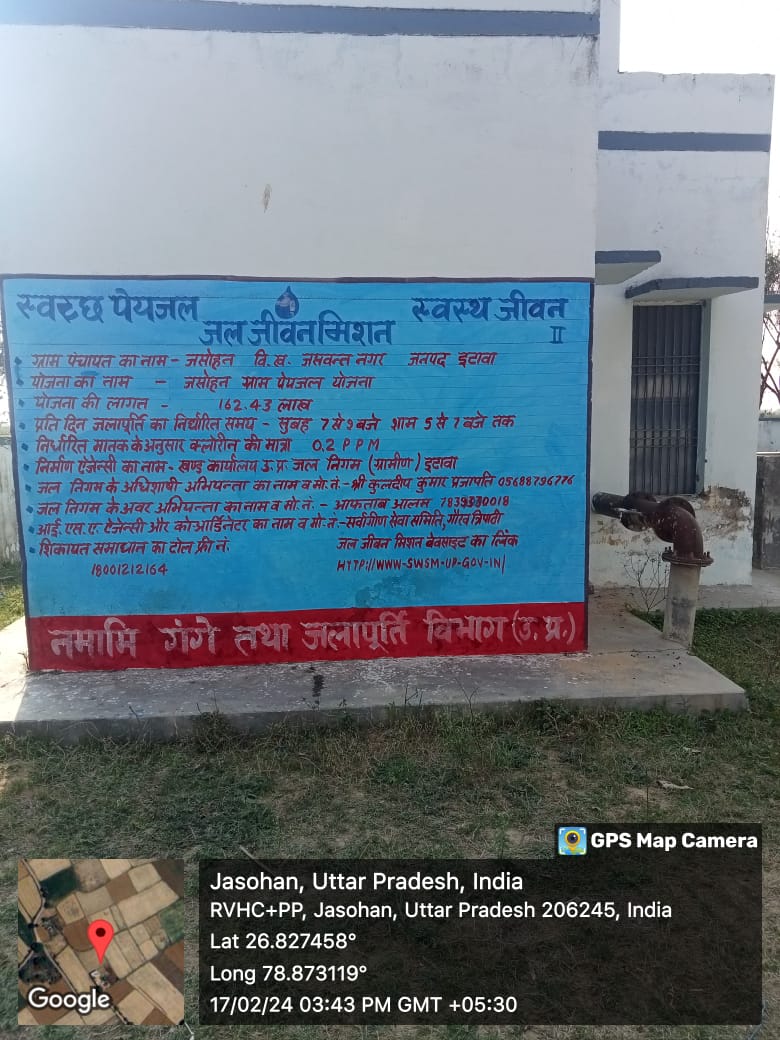 स्वच्छ पेयजल स्वस्थ जीवन
जल जीवन मिशन II
• ग्राम पंचायत का नाम - जसोहन वि.ख. जसवन्त नगर जनपद इटावा
• योजना का नाम - जसोहन ग्राम पेयजल योजना
• योजना की लागत - 162.43 लाख
• प्रति दिन जलापूर्ति का निर्धारित समय - सुबह 7 से 9 बजे शाम 5 से 7 बजे तक
• निर्धारित मानक के अनुसार क्लोरीन की मात्रा 0.2 PPM
• निर्माण ऐजेन्सी का नाम - खण्ड कार्यालय उ.प्र. जल निगम (ग्रामीण) इटावा
• जल निगम के अधिशाषी अभियन्ता का नाम व मो.नं. - श्री कुलदीप कुमार प्रजापति 05688796776
• जल निगम के अवर अभियन्ता का नाम व मो.नं. - आफताब आलम 7839330018
• आई.एस.ए. ऐजेन्सी और को आर्डिनेटर का नाम व मो.नं. - सर्वांगीण सेवा समिति, गौरव त्रिपाठी
• शिकायत समाधान का टोल फ्री नं. जल जीवन मिशन बेवसाइट का लिंक
18001212164 HTTP://WWW-SWSM-UP-GOV-IN/
नमामि गंगे तथा जलापूर्ति विभाग (उ. प्र.)
GPS Map Camera
Jasohan, Uttar Pradesh, India
RVHC+PP, Jasohan, Uttar Pradesh 206245, India
Lat 26.827458°
Long 78.873119°
17/02/24 03:43 PM GMT +05:30
Google